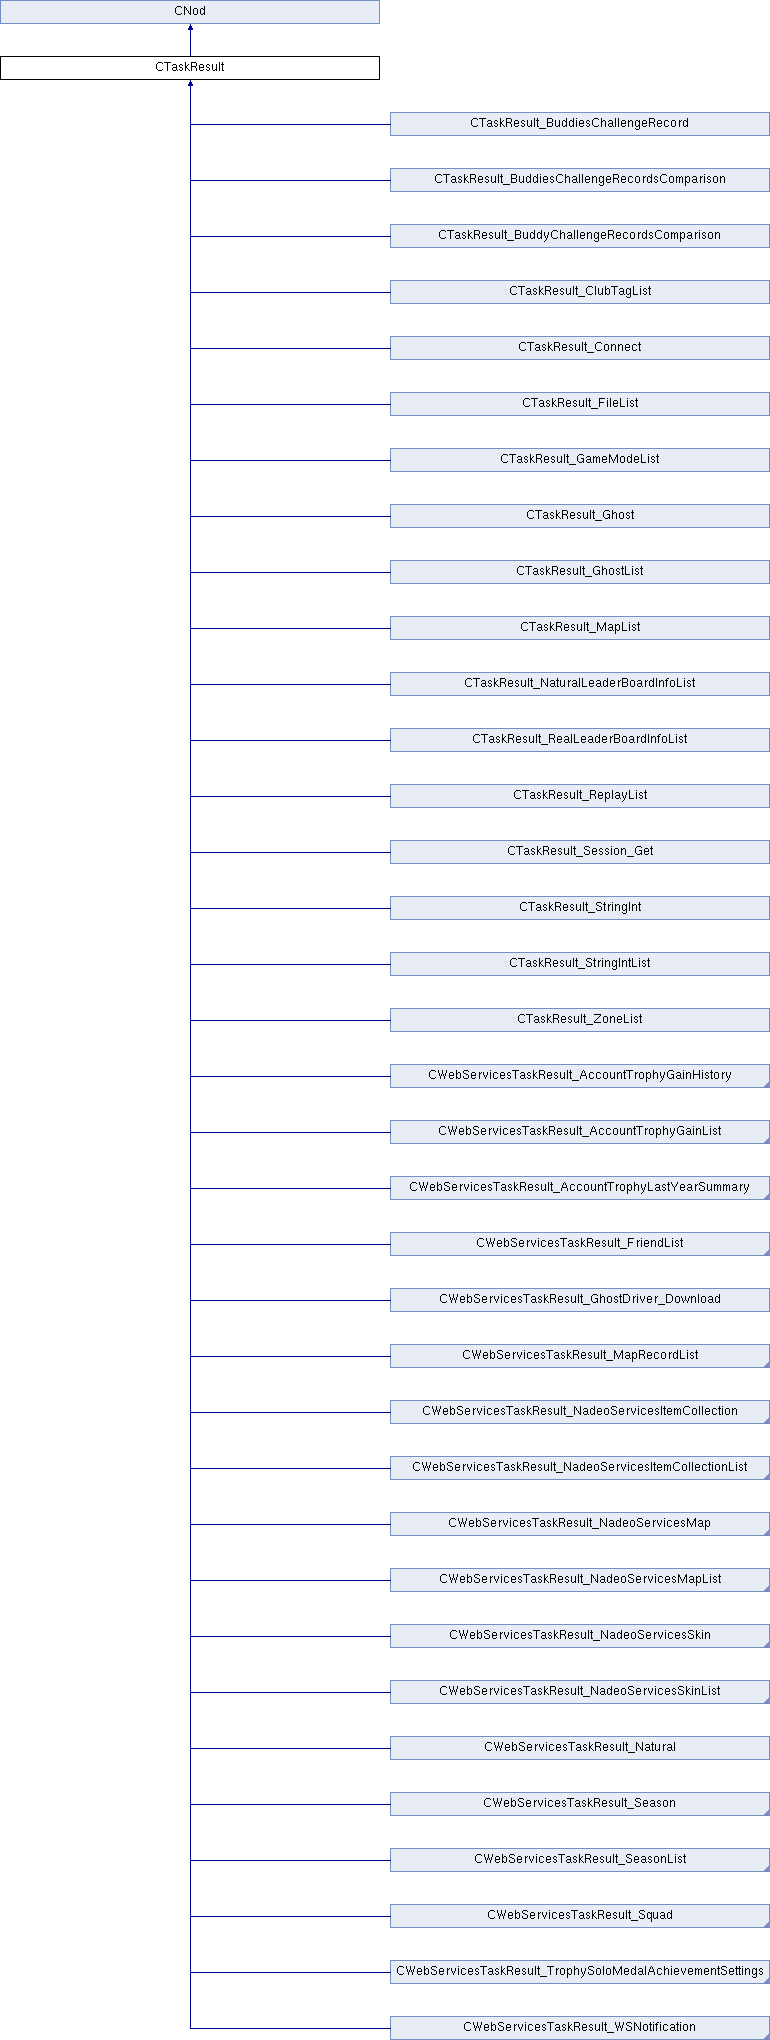 CNod
CTaskResult
CTaskResult_BuddiesChallengeRecord
CTaskResult_BuddiesChallengeRecordsComparison
CTaskResult_BuddyChallengeRecordsComparison
CTaskResult_ClubTagList
CTaskResult_Connect
CTaskResult_FileList
CTaskResult_GameModeList
CTaskResult_Ghost
CTaskResult_GhostList
CTaskResult_MapList
CTaskResult_NaturalLeaderBoardInfoList
CTaskResult_RealLeaderBoardInfoList
CTaskResult_ReplayList
CTaskResult_Session_Get
CTaskResult_StringInt
CTaskResult_StringIntList
CTaskResult_ZoneList
CWebServicesTaskResult_AccountTrophyGainHistory
CWebServicesTaskResult_AccountTrophyGainList
CWebServicesTaskResult_AccountTrophyLastYearSummary
CWebServicesTaskResult_FriendList
CWebServicesTaskResult_GhostDriver_Download
CWebServicesTaskResult_MapRecordList
CWebServicesTaskResult_NadeoServicesItemCollection
CWebServicesTaskResult_NadeoServicesItemCollectionList
CWebServicesTaskResult_NadeoServicesMap
CWebServicesTaskResult_NadeoServicesMapList
CWebServicesTaskResult_NadeoServicesSkin
CWebServicesTaskResult_NadeoServicesSkinList
CWebServicesTaskResult_Natural
CWebServicesTaskResult_Season
CWebServicesTaskResult_SeasonList
CWebServicesTaskResult_Squad
CWebServicesTaskResult_TrophySoloMedalAchievementSettings
CWebServicesTaskResult_WSNotification